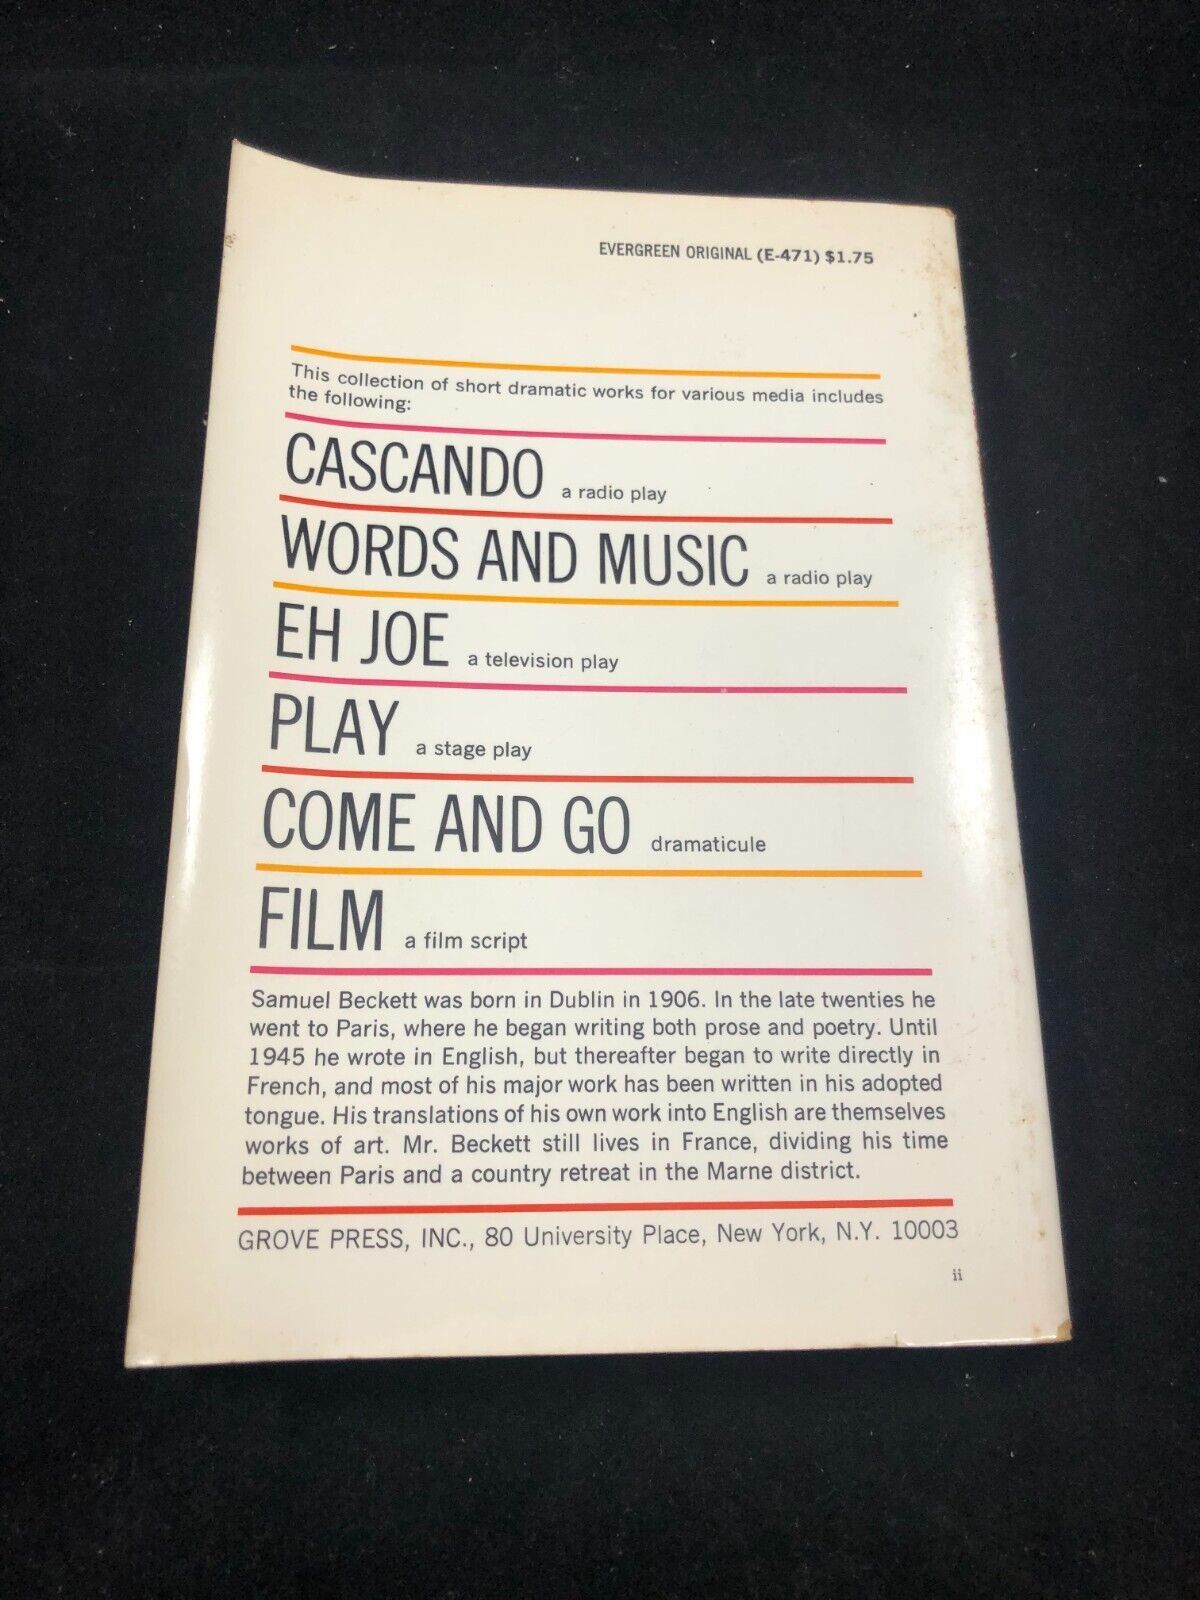 EVERGREEN ORIGINAL (E-471) $1.75
This collection of short dramatic works for various media includes
the following:
CASCANDO a radio play
WORDS AND MUSIC a radio play
EH JOE a television play
PLAY a stage play
COME AND GO dramaticule
FILM a film script
Samuel Beckett was born in Dublin in 1906. In the late twenties he
went to Paris, where he began writing both prose and poetry. Until
1945 he wrote in English, but thereafter began to write directly in
French, and most of his major work has been written in his adopted
tongue. His translations of his own work into English are themselves
works of art. Mr. Beckett still lives in France, dividing his time
between Paris and a country retreat in the Marne district.
GROVE PRESS, INC., 80 University Place, New York, N.Y. 10003
ii